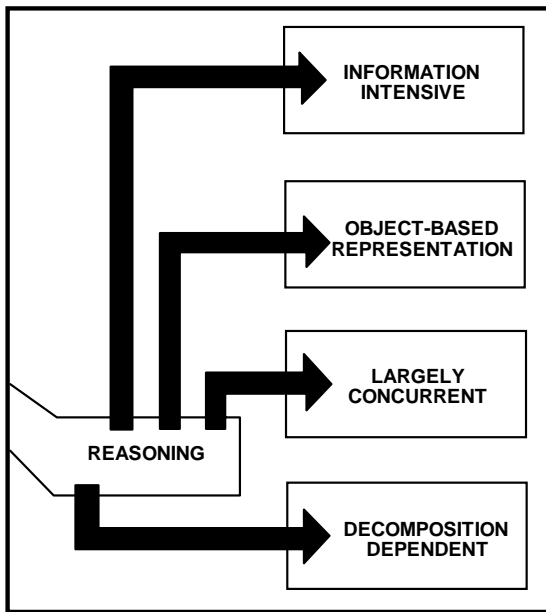 INFORMATION
INTENSIVE
OBJECT-BASED
REPRESENTATION
LARGELY
CONCURRENT
REASONING
DECOMPOSITION
DEPENDENT